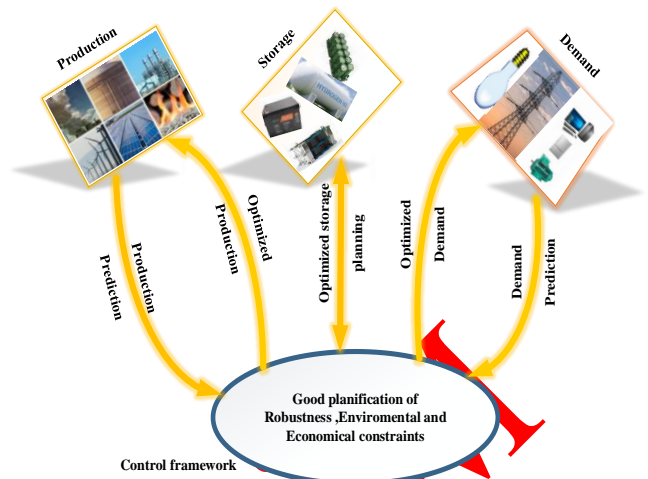 Production
Storage
Demand
HYDROGEN
Production
Prediction
Optimized
Production
Optimized storage
planning
Optimized
Demand
Demand
Prediction
Good planification of
Robustness ,Enviromental and
Economical constraints
Control framework